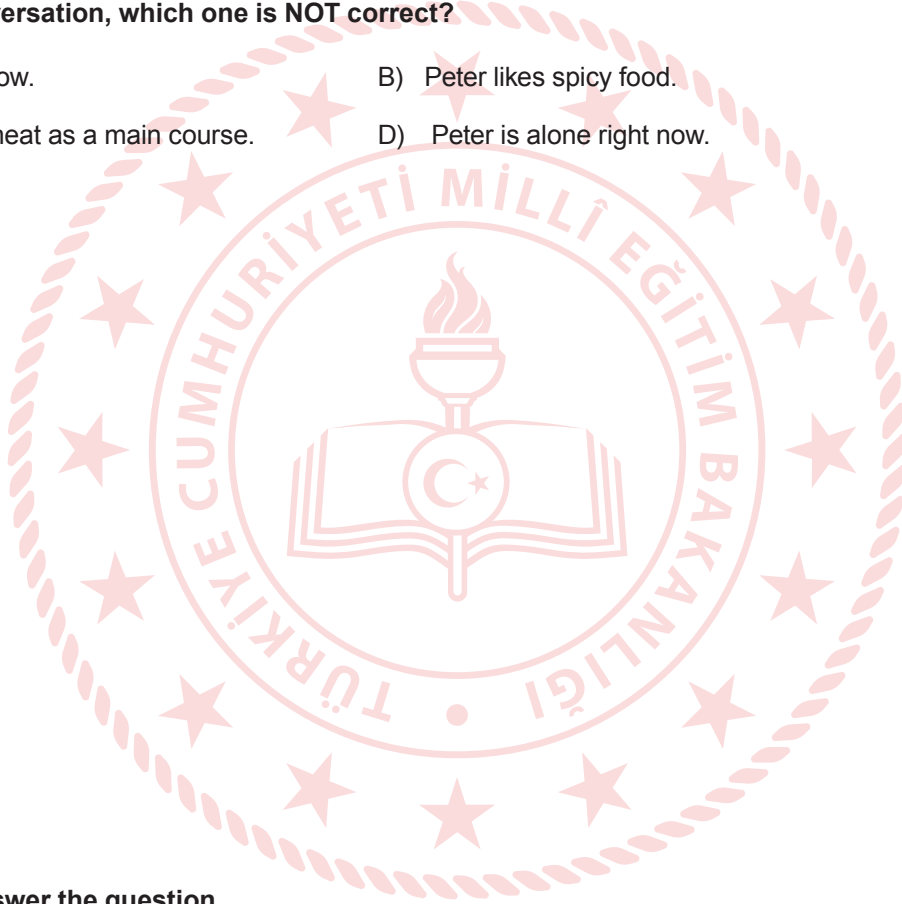 versation, which one is NOT correct?
ow.
B) Peter likes spicy food.
neat as a main course.
D) Peter is alone right now.
TÜRKİYE CUMHURİYETİ MİLLÎ EĞİTİM BAKANLIĞI
swer the question.